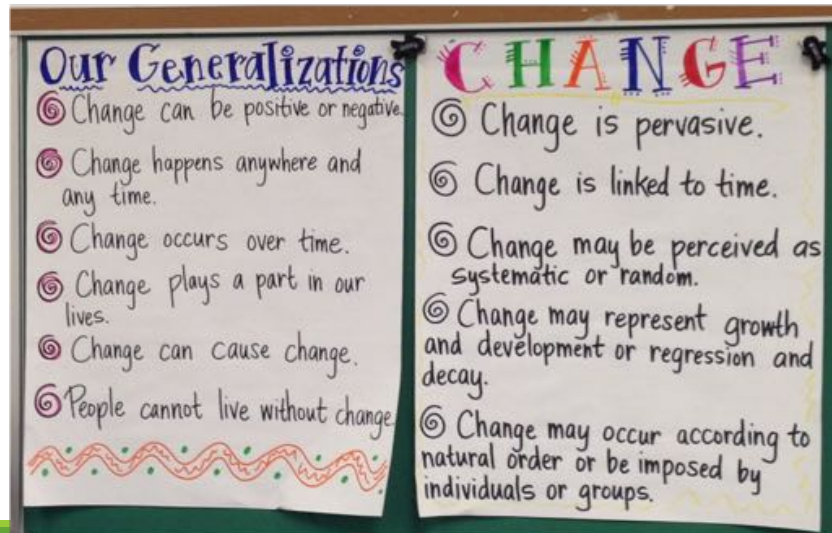 Our Generalizations
Change can be positive or negative.
Change happens anywhere and
any time.
Change occurs over time.
Change plays a part in our
lives.
Change can cause change.
People cannot live without change.
CHANGE
Change is pervasive.
Change is linked to time.
Change may be perceived as
systematic or random.
Change may represent growth
and development or regression and
decay.
Change may occur according to
natural order or be imposed by
individuals or groups.